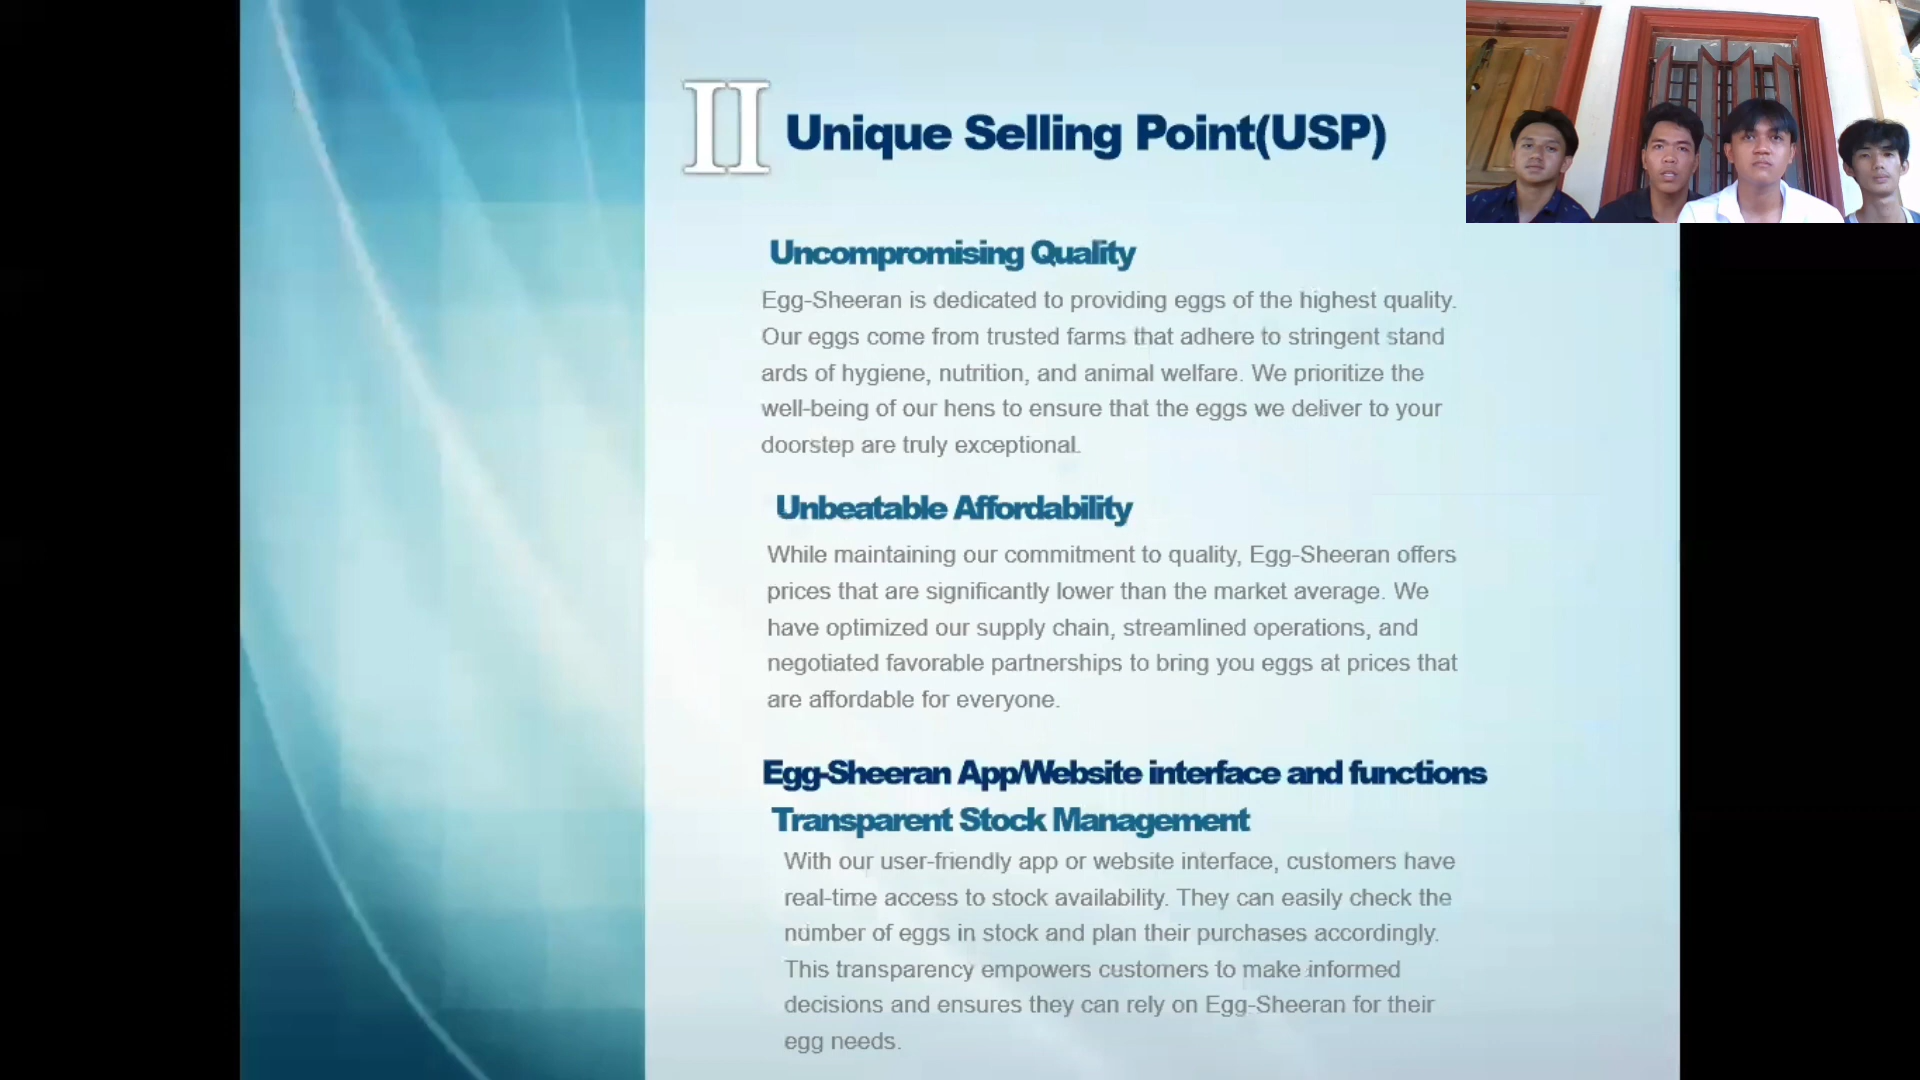 II Unique Selling Point(USP)
Uncompromising Quality
Egg-Sheeran is dedicated to providing eggs of the highest quality.
Our eggs come from trusted farms that adhere to stringent stand
ards of hygiene, nutrition, and animal welfare. We prioritize the
well-being of our hens to ensure that the eggs we deliver to your
doorstep are truly exceptional.
Unbeatable Affordability
While maintaining our commitment to quality, Egg-Sheeran offers
prices that are significantly lower than the market average. We
have optimized our supply chain, streamlined operations, and
negotiated favorable partnerships to bring you eggs at prices that
are affordable for everyone.
Egg-Sheeran App/Website interface and functions
Transparent Stock Management
With our user-friendly app or website interface, customers have
real-time access to stock availability. They can easily check the
number of eggs in stock and plan their purchases accordingly.
This transparency empowers customers to make informed
decisions and ensures they can rely on Egg-Sheeran for their
egg needs.